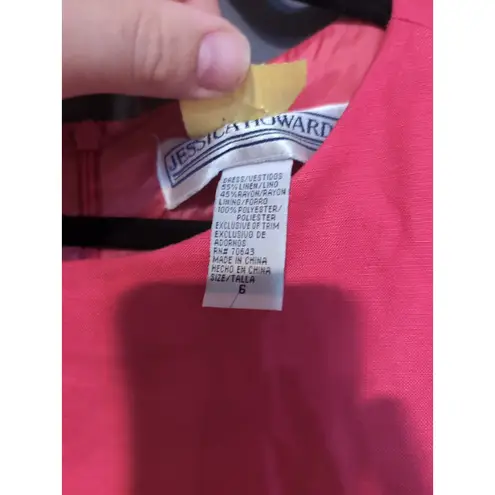 JESSICA HOWARD
DRESS/VESTIDOS
55% LINEN/LINO
45% RAYON/RAYON
LINING/FORRO
100% POLYESTER/
POLIESTER
EXCLUSIVE OF TRIM
EXCLUSIVO DE
ADORNOS
RN# 70643
MADE IN CHINA
HECHO EN CHINA
SIZE/TALLA
6